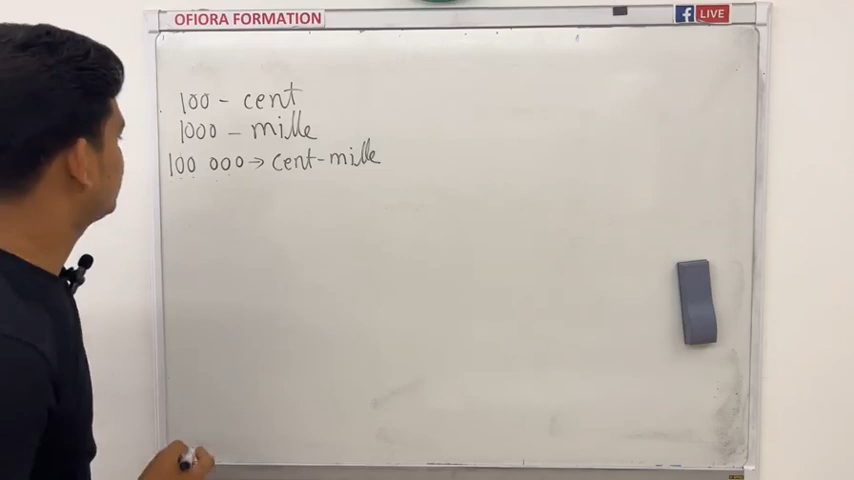 OFIORA FORMATION
f LIVE
100 - cent
1000 - mille
100 000 → cent-mille